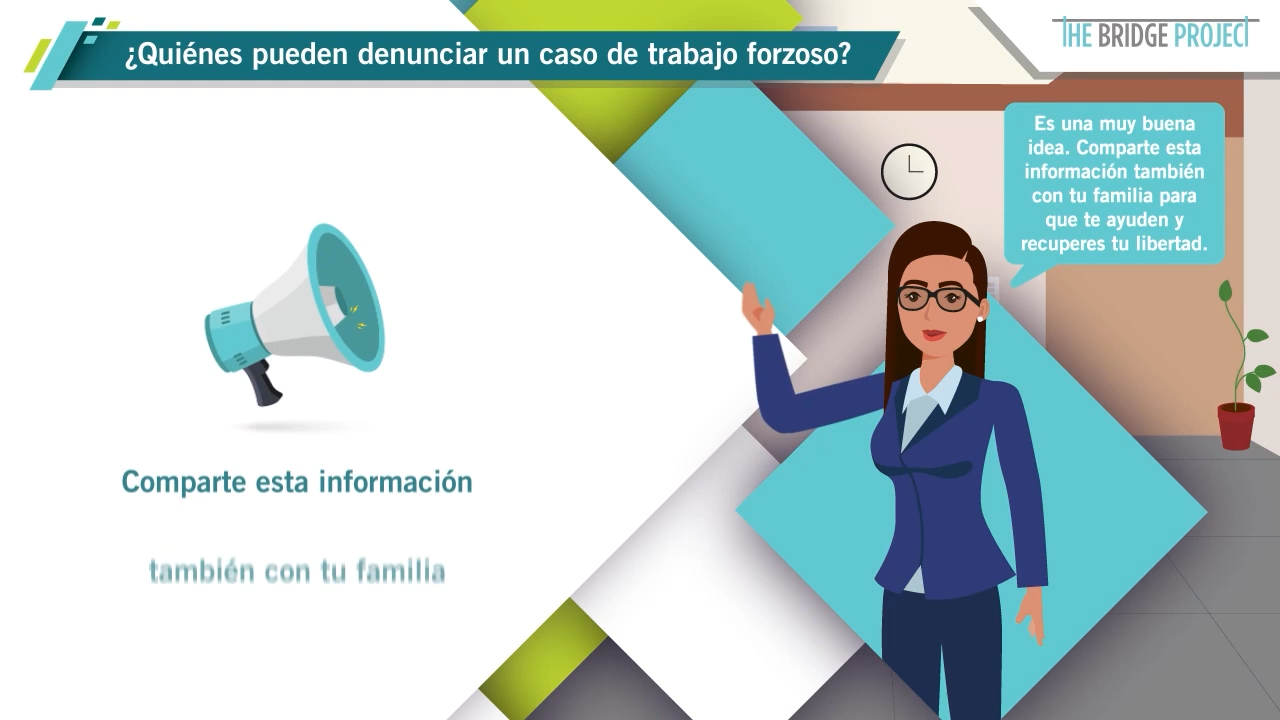 ¿Quiénes pueden denunciar un caso de trabajo forzoso?
THE BRIDGE PROJECT
Es una muy buena
idea. Comparte esta
información también
con tu familia para
que te ayuden y
recuperes tu libertad.
Comparte esta información
también con tu familia